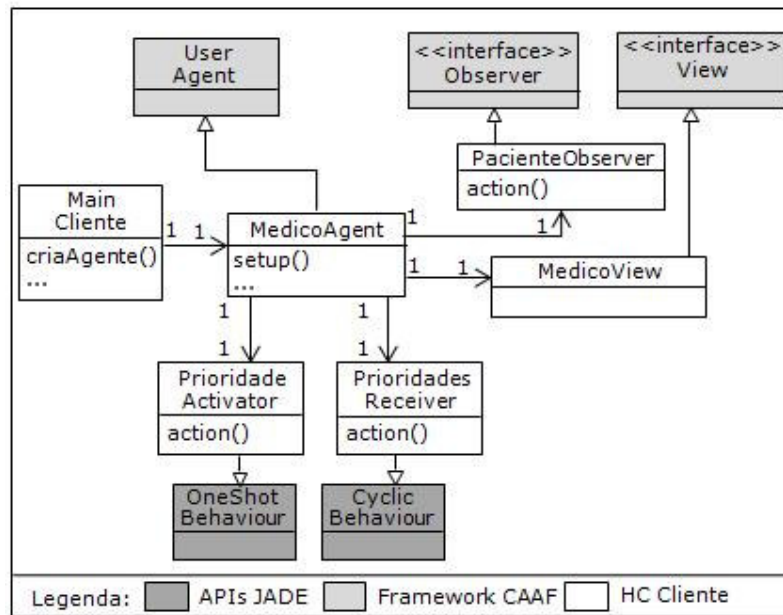 User
Agent
<<interface>>
Observer
<<interface>>
View
PacienteObserver
action()
Main
Cliente
criaAgente()
...
1 1
MedicoAgent
setup()
...
1
1
1 1
MedicoView
1
1
1
1
Prioridade
Activator
action()
Prioridades
Receiver
action()
OneShot
Behaviour
Cyclic
Behaviour
Legenda: APIs JADE Framework CAAF HC Cliente